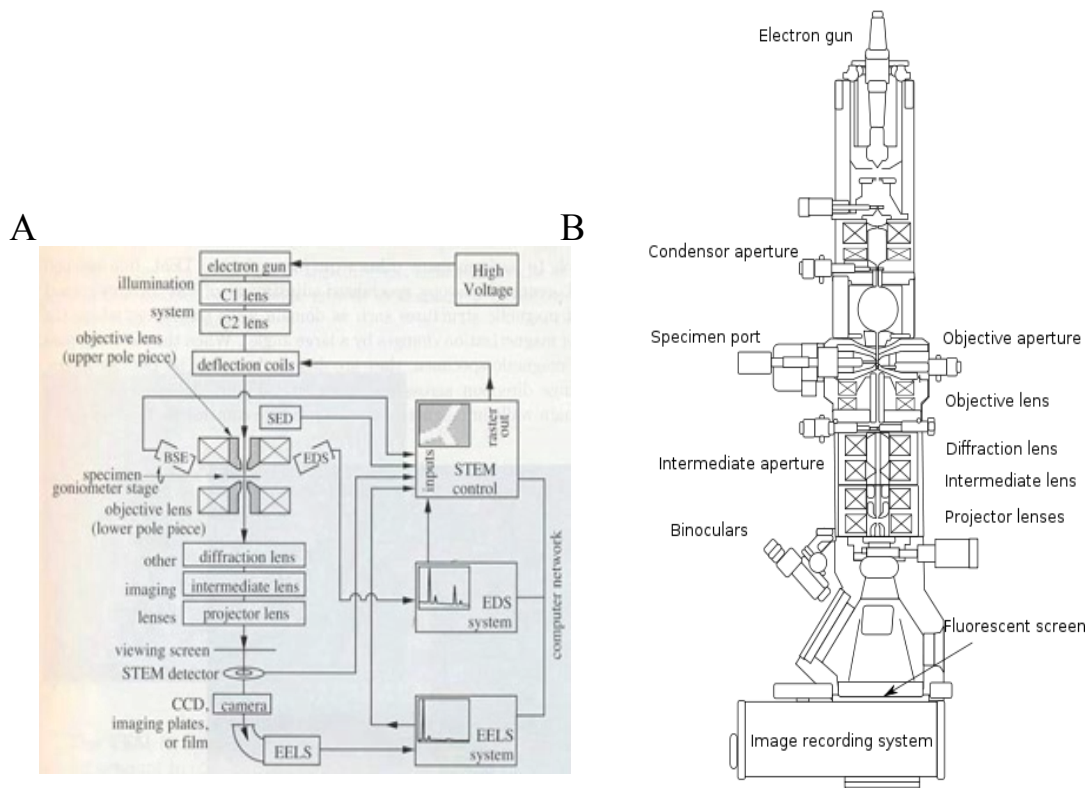 A
electron gun
High
Voltage
illumination
system
C1 lens
C2 lens
objective lens
(upper pole piece)
deflection coils
SED
BSE
EDS
specimen
goniometer stage
objective lens
(lower pole piece)
raster
out
inputs
STEM
control
other
imaging
lenses
diffraction lens
intermediate lens
projector lens
EDS
system
computer network
viewing screen
STEM detector
CCD,
imaging plates,
or film
camera
EELS
EELS
system
B
Electron gun
Condensor aperture
Specimen port
Objective aperture
Objective lens
Diffraction lens
Intermediate aperture
Intermediate lens
Projector lenses
Binoculars
Fluorescent screen
Image recording system